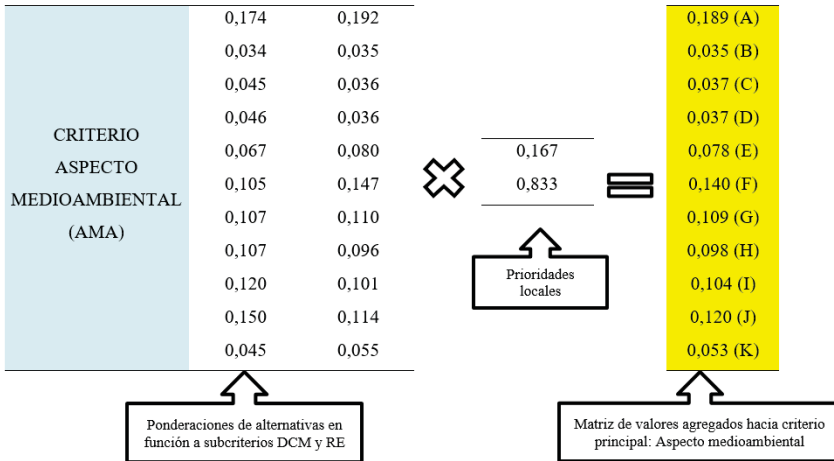 0,174 0,192 0,189 (A)
0,034 0,035 0,035 (B)
0,045 0,036 0,037 (C)
0,046 0,036 0,037 (D)
CRITERIO
ASPECTO
MEDIOAMBIENTAL
(AMA)
0,067 0,080 0,167 0,078 (E)
0,105 0,147 0,833 0,140 (F)
0,107 0,110 0,109 (G)
0,107 0,096 0,098 (H)
Prioridades
locales
0,120 0,101 0,104 (I)
0,150 0,114 0,120 (J)
0,045 0,055 0,053 (K)
Ponderaciones de alternativas en
función a subcriterios DCM y RE
Matriz de valores agregados hacia criterio
principal: Aspecto medioambiental